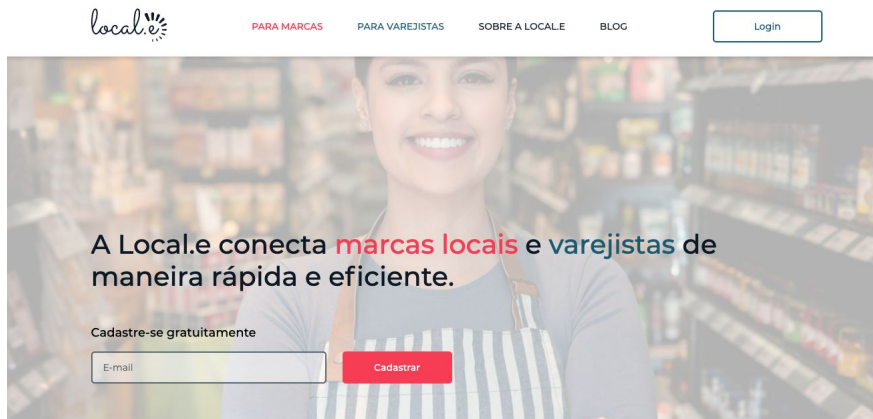 local.e
PARA MARCAS
PARA VAREJISTAS
SOBRE A LOCAL.E
BLOG
Login
A Local.e conecta marcas locais e varejistas de
maneira rápida e eficiente.
Cadastre-se gratuitamente
E-mail
Cadastrar